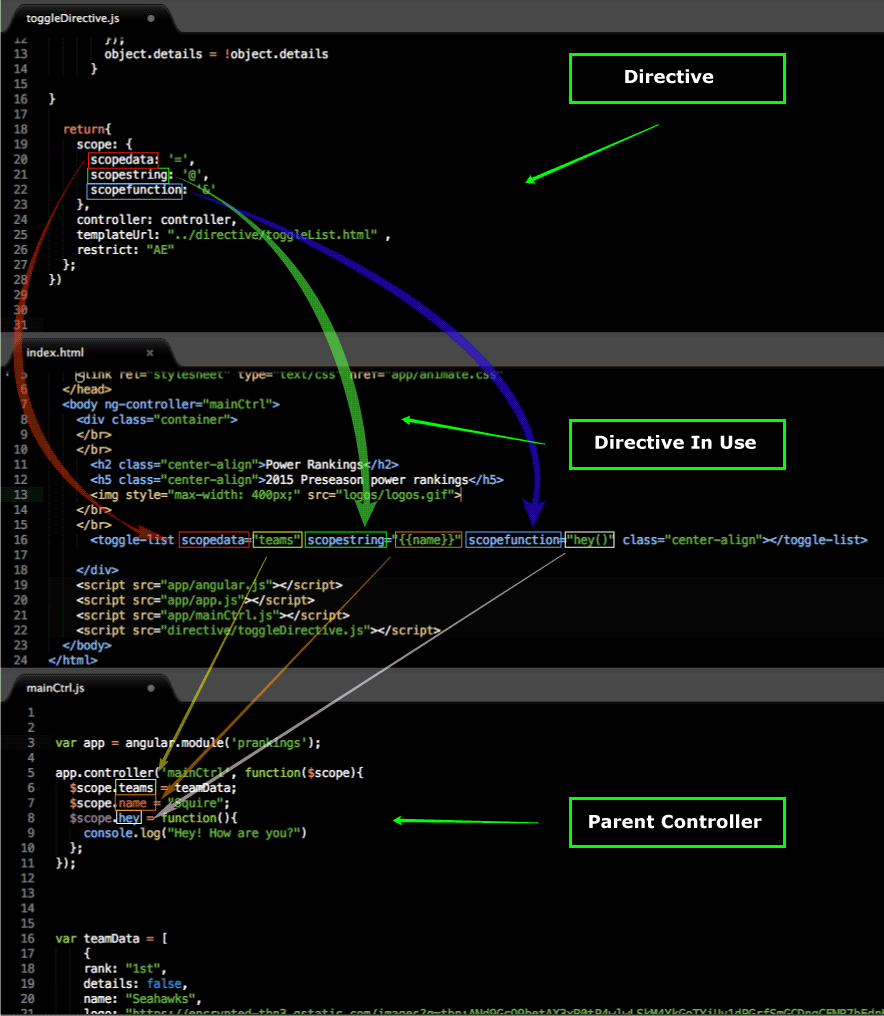 toggleDirective.js
12 });
13 object.details = !object.details
14 }
15
16 }
17
18 return{
19 scope: {
20 scopedata: '=',
21 scopestring: '@',
22 scopefunction: '&'
23 },
24 controller: controller,
25 templateUrl: "../directive/toggleList.html" ,
26 restrict: "AE"
27 };
28 })
29
30
31
Directive
index.html
5 <link rel="stylesheet" type="text/css" href="app/animate.css"
6 </head>
7 <body ng-controller="mainCtrl">
8 <div class="container">
9 </br>
10 </br>
11 <h2 class="center-align">Power Rankings</h2>
12 <h5 class="center-align">2015 Preseason power rankings</h5>
13 <img style="max-width: 400px;" src="logos/logos.gif">
14 </br>
15 </br>
16 <toggle-list scopedata="teams" scopestring="{{name}}" scopefunction="hey()" class="center-align"></toggle-list>
17
18 </div>
19 <script src="app/angular.js"></script>
20 <script src="app/app.js"></script>
21 <script src="app/mainCtrl.js"></script>
22 <script src="directive/toggleDirective.js"></script>
23 </body>
24 </html>
Directive In Use
mainCtrl.js
1
2
3 var app = angular.module('prankings');
4
5 app.controller('mainCtrl', function($scope){
6 $scope.teams = teamData;
7 $scope.name = "Squire";
8 $scope.hey = function(){
9 console.log("Hey! How are you?")
10 };
11 });
12
13
14
15
16 var teamData = [
17 {
18 rank: "1st",
19 details: false,
20 name: "Seahawks",
21 logo:
Parent Controller